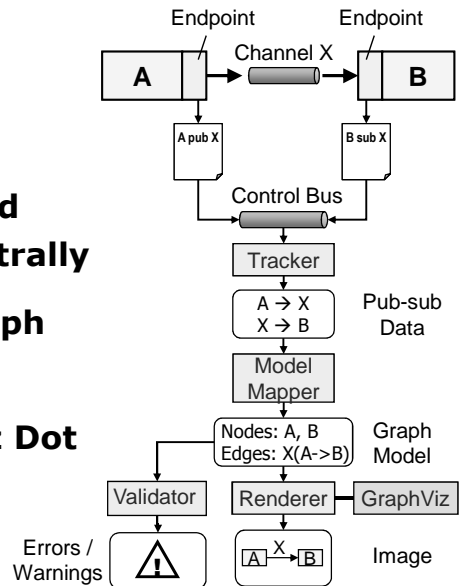 Endpoint Endpoint
Channel X
A B
A pub X B sub X
d
Control Bus
trally
Tracker
ph
A → X
X → B
Pub-sub
Data
Model
Mapper
t Dot
Nodes: A, B
Edges: X(A->B)
Graph
Model
Validator Renderer GraphViz
Errors /
Warnings
!
X
A B
Image